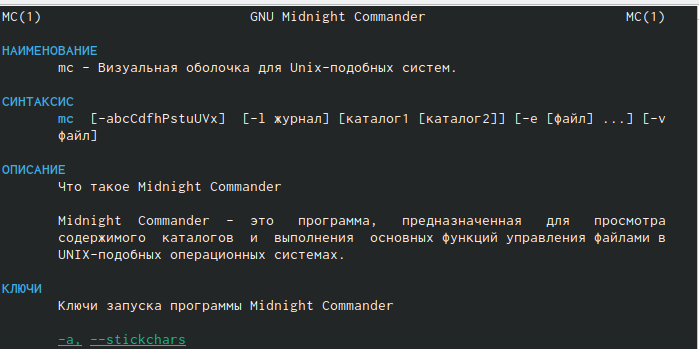 MC(1) GNU Midnight Commander MC(1)
НАИМЕНОВАНИЕ
mc - Визуальная оболочка для Unix-подобных систем.
СИНТАКСИС
mc [-abcCdfhPstuUVx] [-l журнал] [каталог1 [каталог2]] [-e [файл] ...] [-v
файл]
ОПИСАНИЕ
Что такое Midnight Commander
Midnight Commander - это программа, предназначенная для просмотра
содержимого каталогов и выполнения основных функций управления файлами в
UNIX-подобных операционных системах.
КЛЮЧИ
Ключи запуска программы Midnight Commander
-a, --stickchars